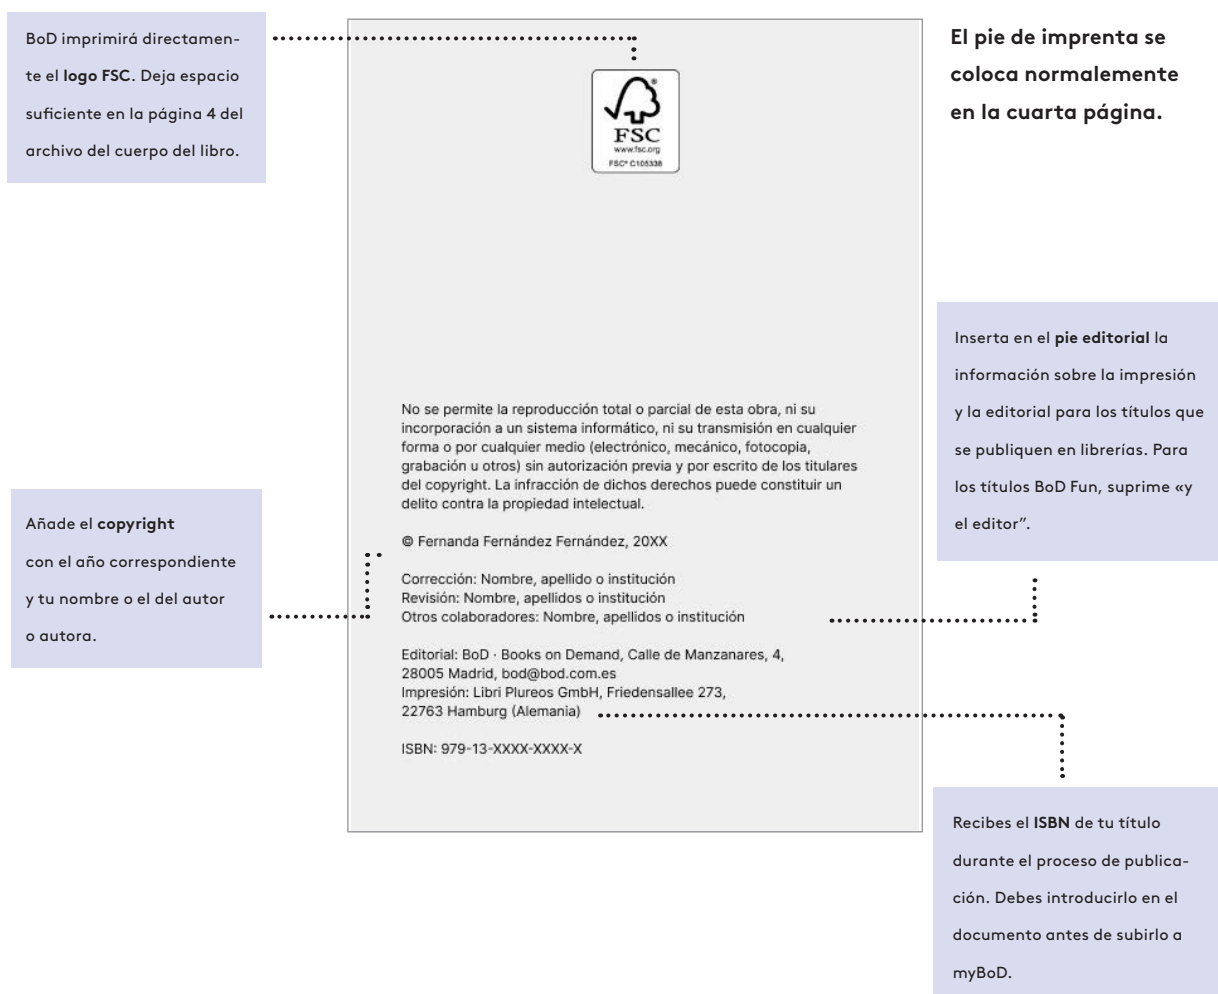 BoD imprimirá directamen-
te el logo FSC. Deja espacio
suficiente en la página 4 del
archivo del cuerpo del libro.
FSC
www.fsc.org
FSC® C105338
El pie de imprenta se
coloca normalemente
en la cuarta página.
Inserta en el pie editorial la
información sobre la impresión
y la editorial para los títulos que
se publiquen en librerías. Para
los títulos BoD Fun, suprime «y
el editor”.
No se permite la reproducción total o parcial de esta obra, ni su
incorporación a un sistema informático, ni su transmisión en cualquier
forma o por cualquier medio (electrónico, mecánico, fotocopia,
grabación u otros) sin autorización previa y por escrito de los titulares
del copyright. La infracción de dichos derechos puede constituir un
delito contra la propiedad intelectual.
Añade el copyright
con el año correspondiente
y tu nombre o el del autor
o autora.
© Fernanda Fernández Fernández, 20XX
Corrección: Nombre, apellido o institución
Revisión: Nombre, apellidos o institución
Otros colaboradores: Nombre, apellidos o institución
Editorial: BoD · Books on Demand, Calle de Manzanares, 4,
28005 Madrid, bod@bod.com.es
Impresión: Libri Plureos GmbH, Friedensallee 273,
22763 Hamburg (Alemania)
ISBN: 979-13-XXXX-XXXX-X
Recibes el ISBN de tu título
durante el proceso de publica-
ción. Debes introducirlo en el
documento antes de subirlo a
myBoD.